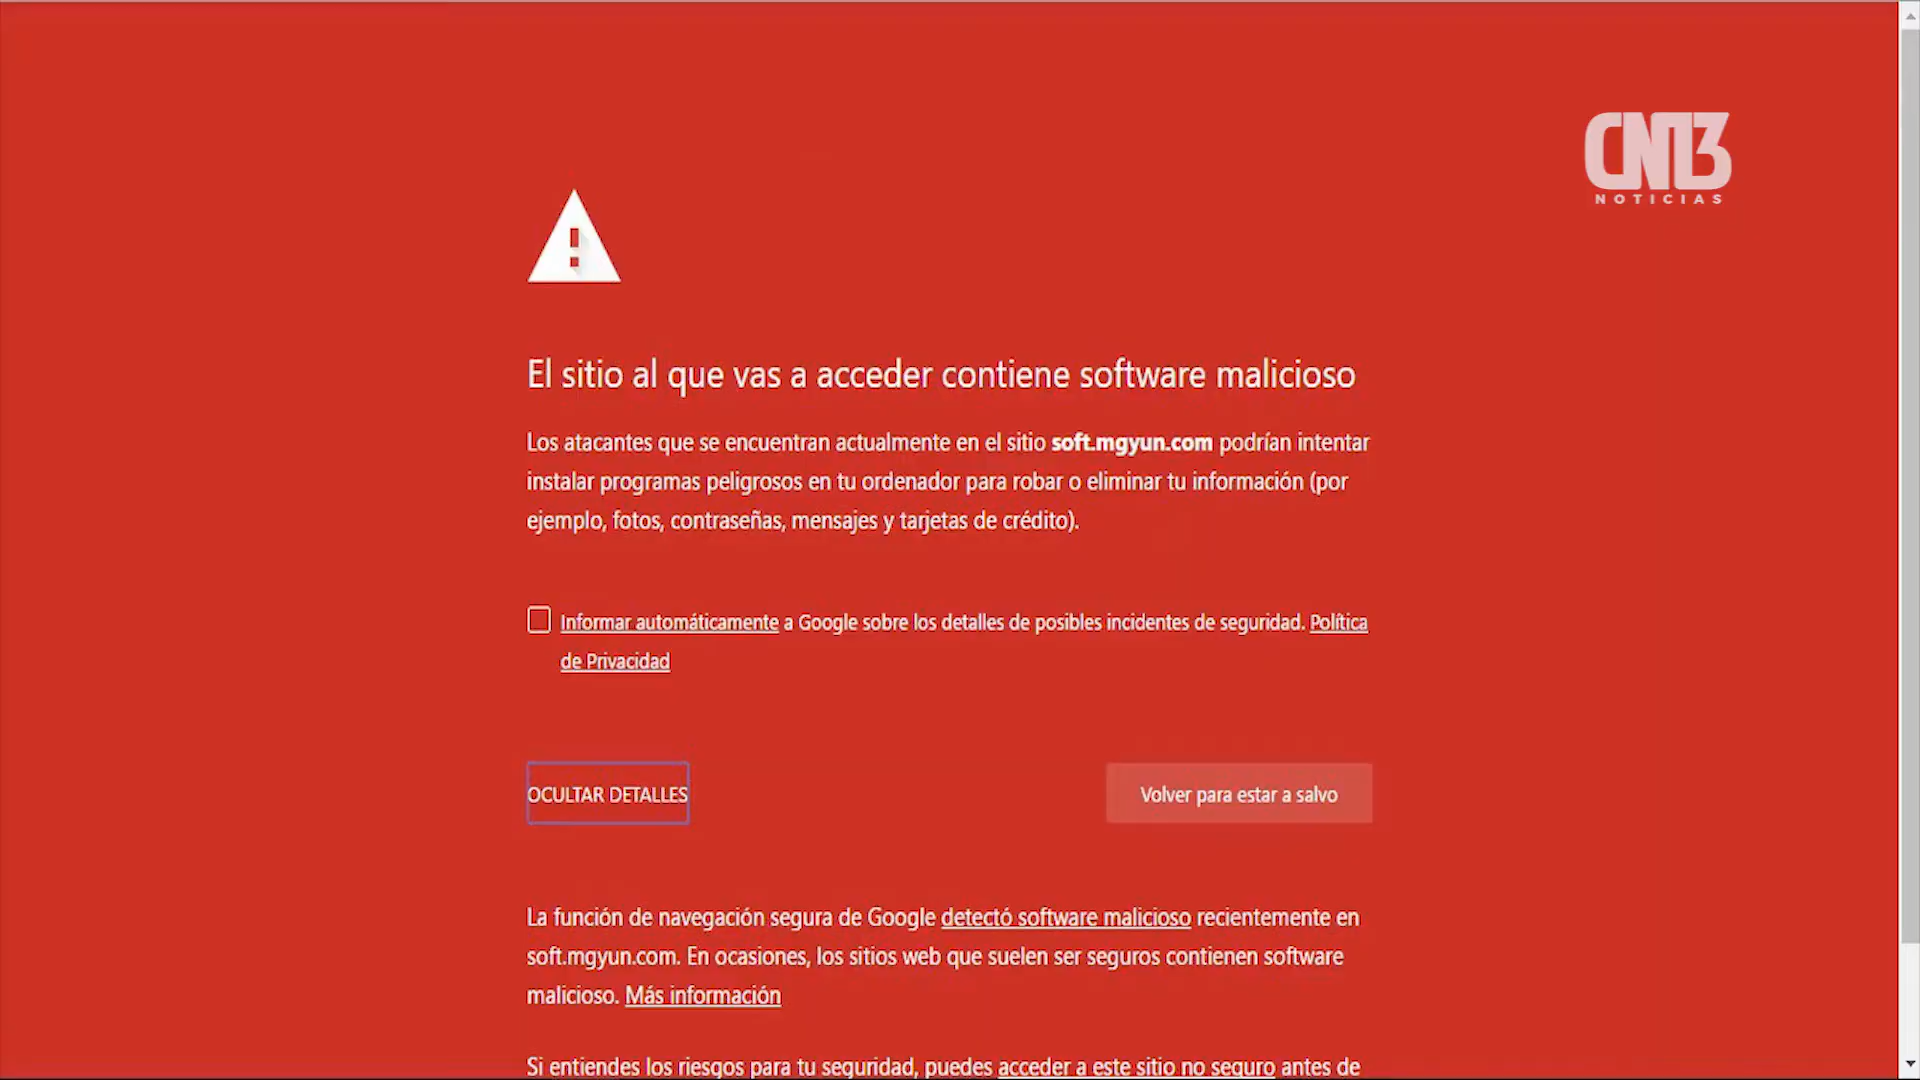 CN13
NOTICIAS
El sitio al que vas a acceder contiene software malicioso
Los atacantes que se encuentran actualmente en el sitio soft.mgyun.com podrían intentar
instalar programas peligrosos en tu ordenador para robar o eliminar tu información (por
ejemplo, fotos, contraseñas, mensajes y tarjetas de crédito).
Informar automáticamente a Google sobre los detalles de posibles incidentes de seguridad. Política
de Privacidad
OCULTAR DETALLES
Volver para estar a salvo
La función de navegación segura de Google detectó software malicioso recientemente en
soft.mgyun.com. En ocasiones, los sitios web que suelen ser seguros contienen software
malicioso. Más información
Si entiendes los riesgos para tu seguridad, puedes acceder a este sitio no seguro antes de